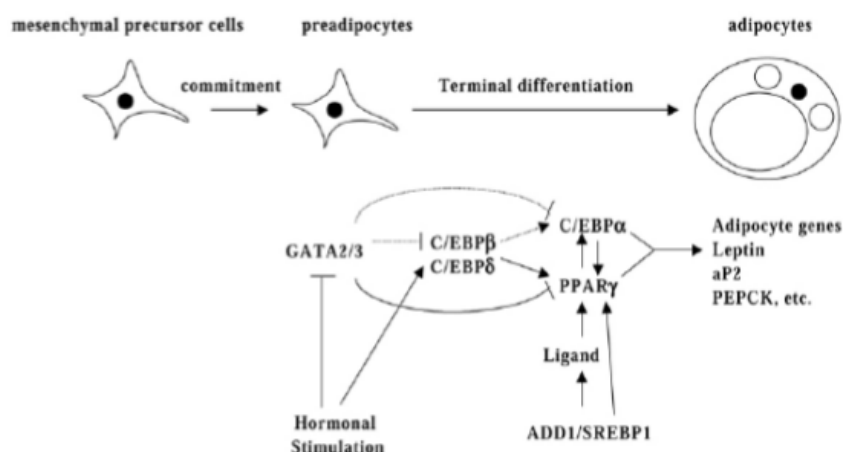 mesenchymal precursor cells
preadipocytes
adipocytes
commitment
Terminal differentiation
GATA2/3
C/EBPβ
C/EBPδ
C/EBPα
PPARγ
Adipocyte genes
Leptin
aP2
PEPCK, etc.
Ligand
Hormonal
Stimulation
ADD1/SREBP1